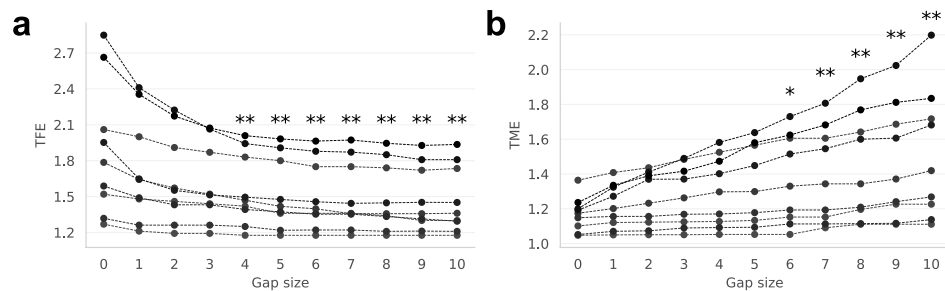 a
TFE
2.7
2.4
2.1
1.8
1.5
1.2
** ** ** ** ** ** **
0 1 2 3 4 5 6 7 8 9 10
Gap size
b
TME
2.2
2.0
1.8
1.6
1.4
1.2
1.0
* ** ** ** **
0 1 2 3 4 5 6 7 8 9 10
Gap size